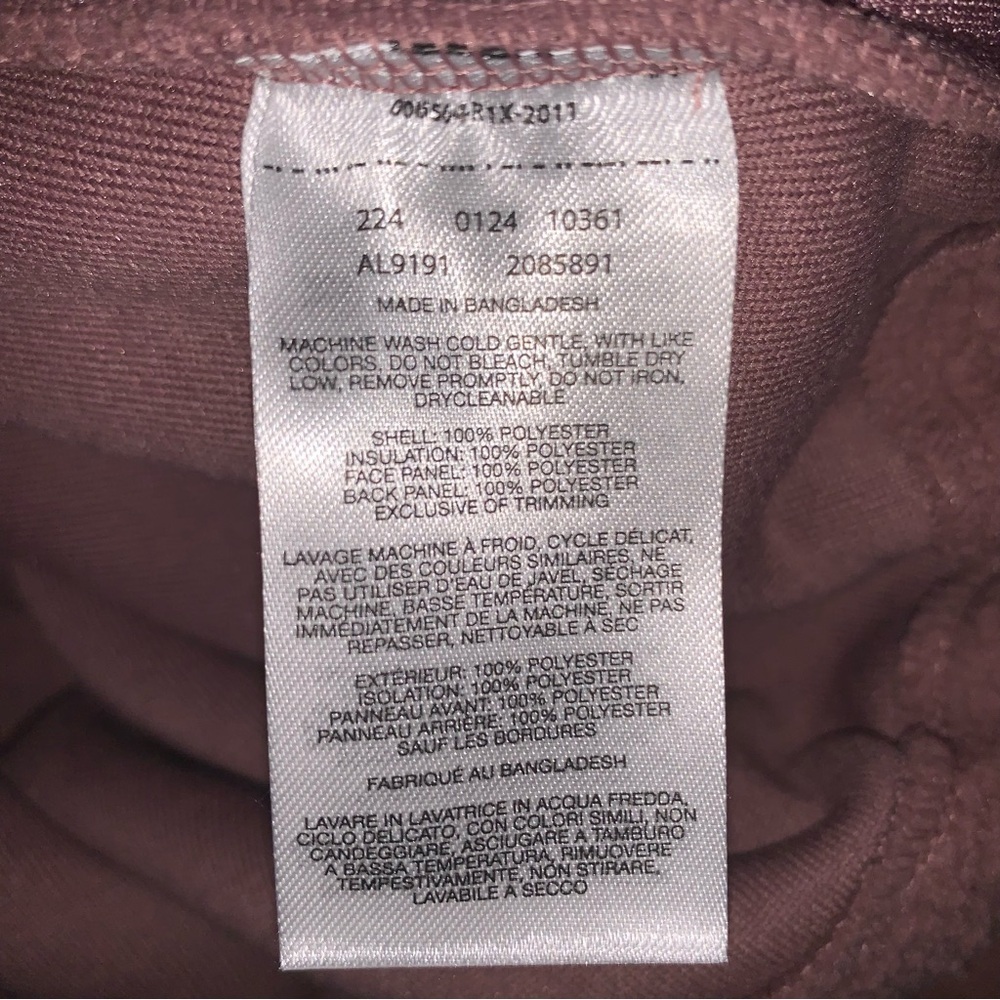 006564R1X-2011
224 0124 10361
AL9191 2085891
MADE IN BANGLADESH
MACHINE WASH COLD GENTLE, WITH LIKE
COLORS, DO NOT BLEACH, TUMBLE DRY
LOW, REMOVE PROMPTLY, DO NOT IRON,
DRYCLEANABLE
SHELL: 100% POLYESTER
INSULATION: 100% POLYESTER
FACE PANEL: 100% POLYESTER
BACK PANEL: 100% POLYESTER
EXCLUSIVE OF TRIMMING
LAVAGE MACHINE À FROID, CYCLE DÉLICAT,
AVEC DES COULEURS SIMILAIRES, NE
PAS UTILISER D'EAU DE JAVEL, SÉCHAGE
MACHINE, BASSE TEMPÉRATURE, SORTIR
IMMÉDIATEMENT DE LA MACHINE, NE PAS
REPASSER, NETTOYABLE À SEC
EXTÉRIEUR: 100% POLYESTER
ISOLATION: 100% POLYESTER
PANNEAU AVANT: 100% POLYESTER
PANNEAU ARRIÈRE: 100% POLYESTER
SAUF LES BORDURES
FABRIQUÉ AU BANGLADESH
LAVARE IN LAVATRICE IN ACQUA FREDDA,
CICLO DELICATO, CON COLORI SIMILI, NON
CANDEGGIARE, ASCIUGARE A TAMBURO
A BASSA TEMPERATURA, RIMUOVERE
TEMPESTIVAMENTE, NON STIRARE,
LAVABILE A SECCO